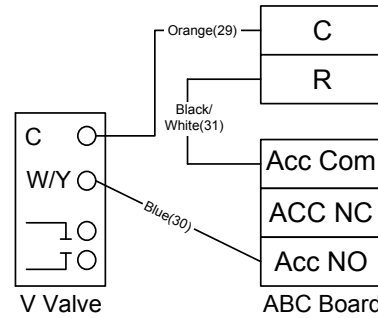 Orange(29)
C
R
Black/
White(31)
C
Acc Com
W/Y
ACC NC
Blue(30)
Acc NO
V Valve
ABC Board